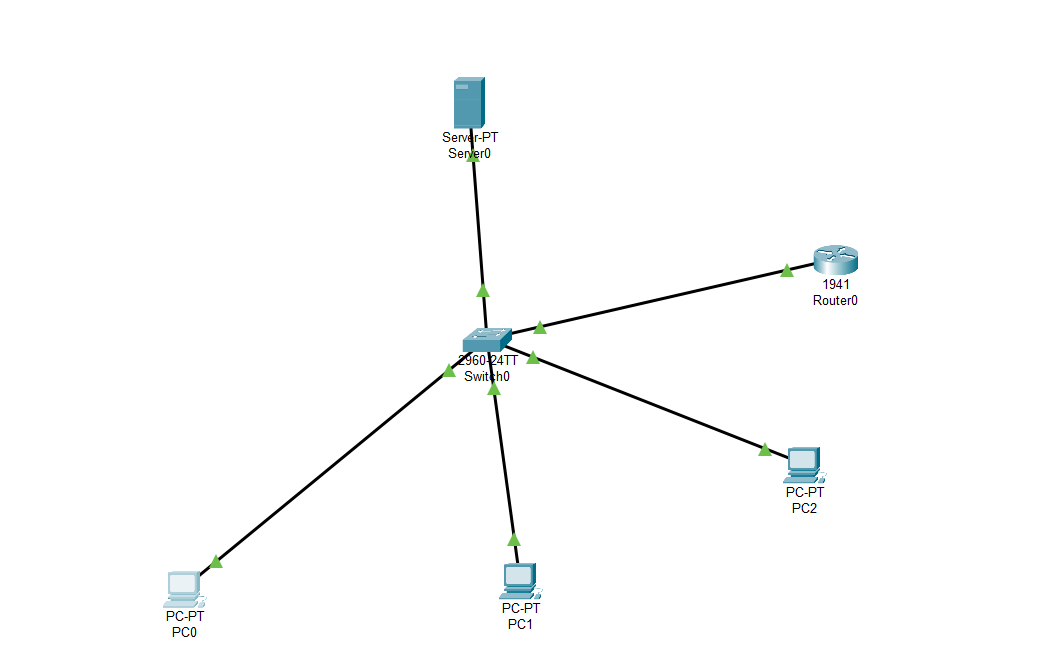 Server-PT
Server0
1941
Router0
2960-24TT
Switch0
PC-PT
PC2
PC-PT
PC1
PC-PT
PC0